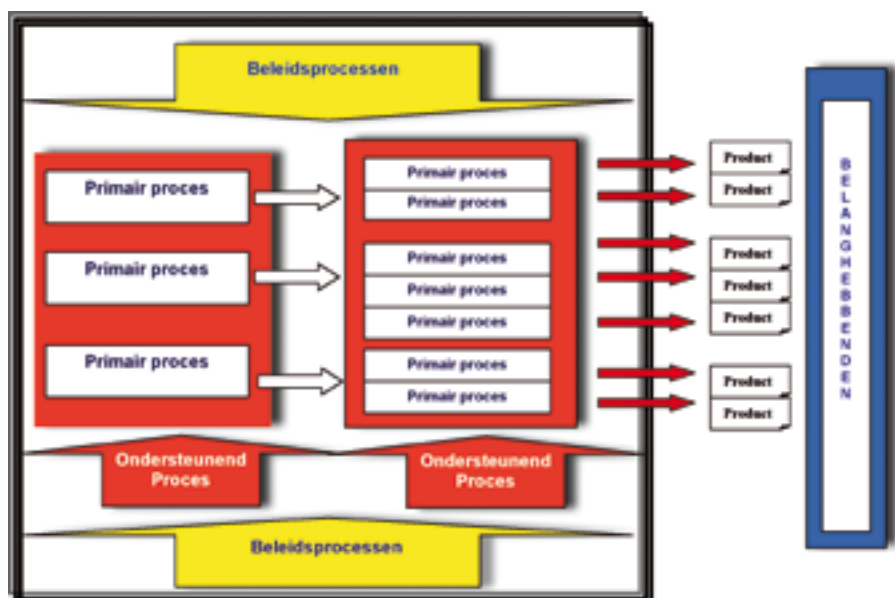 Beleidsprocessen
Primair proces
Primair proces
Primair proces
Primair proces
Primair proces
Primair proces
Primair proces
Primair proces
Primair proces
Primair proces
Product
Product
Product
Product
Product
Product
Product
BELANGHEBBENDEN
Ondersteunend
Proces
Ondersteunend
Proces
Beleidsprocessen